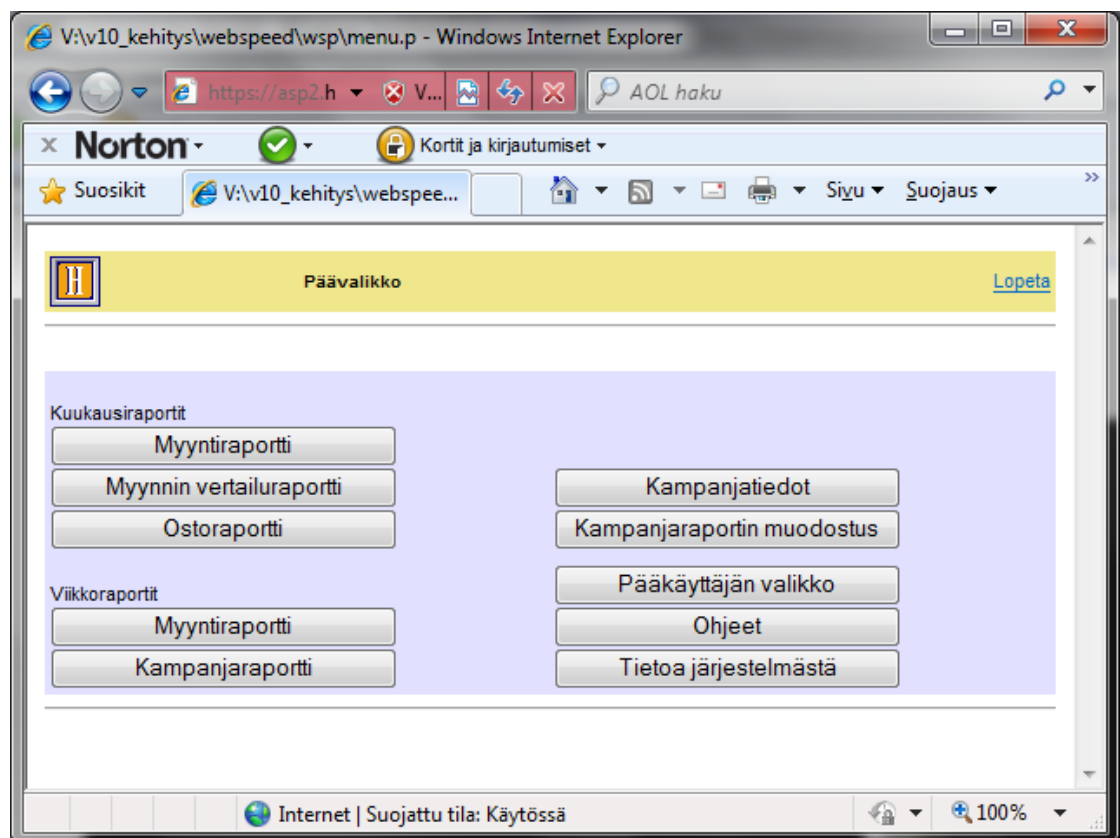 V:\v10_kehitys\webspeed\wsp\menu.p - Windows Internet Explorer
https://asp2.h V... AOL haku
Norton Kortit ja kirjautumiset
Suosikit V:\v10_kehitys\webspee... Sivu Suojaus »
H Päävalikko Lopeta
Kuukausiraportit
Myyntiraportti
Myynnin vertailuraportti Kampanjatiedot
Ostoraportti Kampanjaraportin muodostus
Pääkäyttäjän valikko
Viikkoraportit
Myyntiraportti Ohjeet
Kampanjaraportti Tietoa järjestelmästä
Internet | Suojattu tila: Käytössä 100%